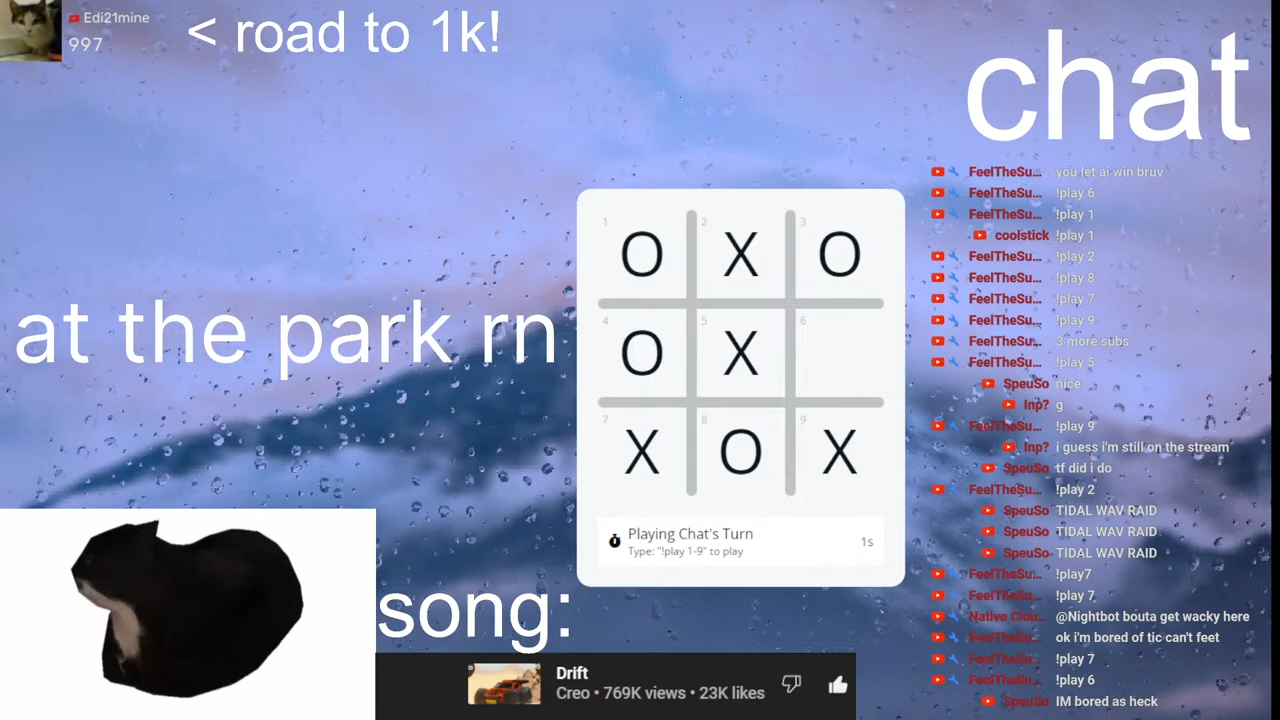 Edi21mine
997
< road to 1k!
chat
at the park rn
1 2 3
O X O
4 5 6
O X
7 8 9
X O X
Playing Chat's Turn
Type: "!play 1-9" to play
1s
song:
Drift
Creo • 769K views • 23K likes
FeelTheSu... you let ai win bruv
FeelTheSu... !play 6
FeelTheSu... !play 1
coolstick !play 1
FeelTheSu... !play 2
FeelTheSu... !play 8
FeelTheSu... !play 7
FeelTheSu... !play 9
FeelTheSu... 3 more subs
FeelTheSu... !play 5
SpeuSo nice
Inp? g
FeelTheSu... !play 9
Inp? i guess i'm still on the stream
SpeuSo tf did i do
FeelTheSu... !play 2
SpeuSo TIDAL WAV RAID
SpeuSo TIDAL WAV RAID
SpeuSo TIDAL WAV RAID
FeelTheSu... !play7
FeelTheSu... !play 7
Native Clou... @Nightbot bouta get wacky here
FeelTheSu... ok i'm bored of tic can't feet
FeelTheSu... !play 7
FeelTheSu... !play 6
SpeuSo IM bored as heck